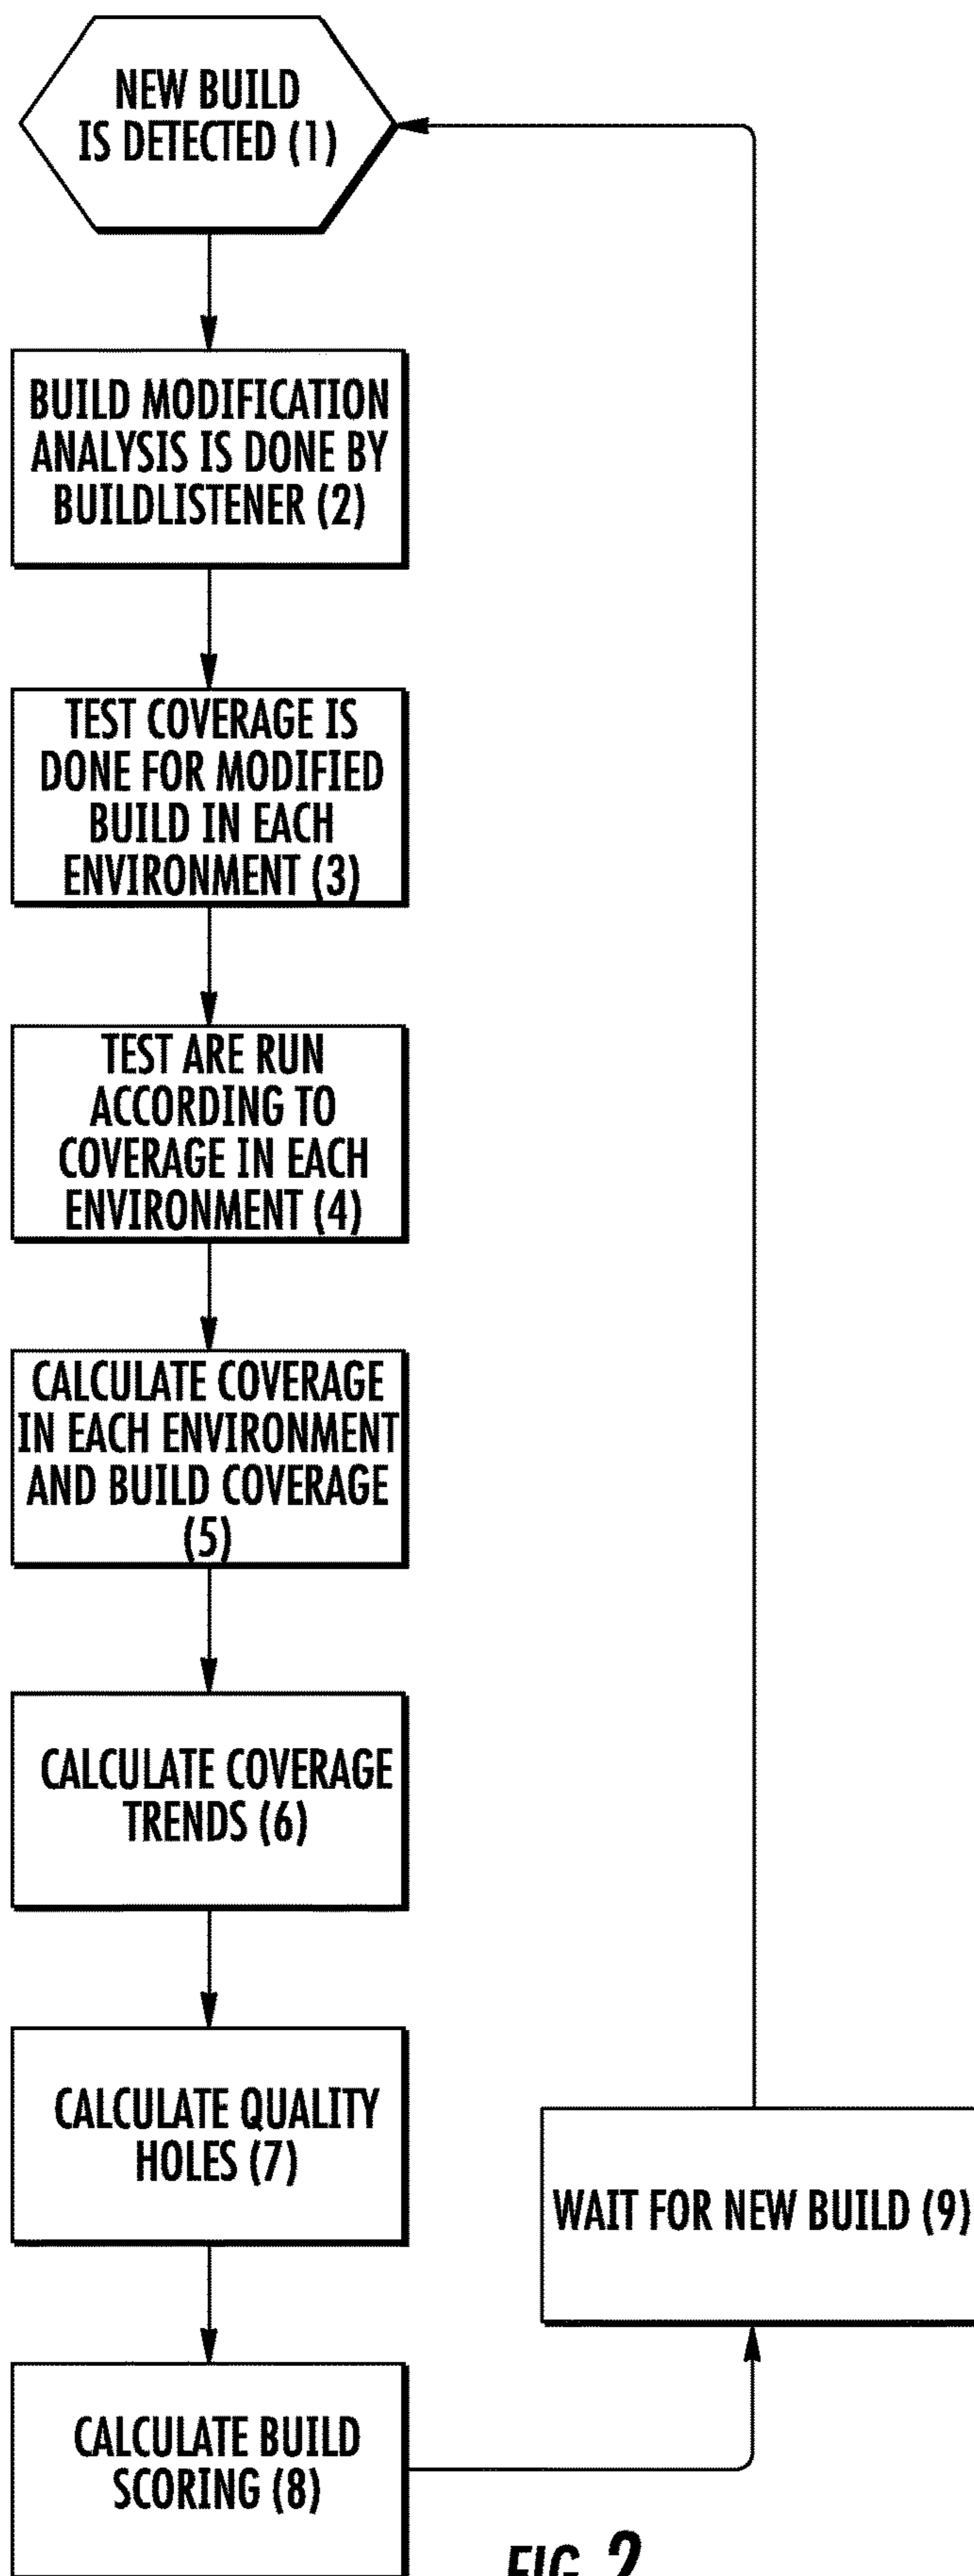 NEW BUILD
IS DETECTED (1)
BUILD MODIFICATION
ANALYSIS IS DONE BY
BUILDLISTENER (2)
TEST COVERAGE IS
DONE FOR MODIFIED
BUILD IN EACH
ENVIRONMENT (3)
TEST ARE RUN
ACCORDING TO
COVERAGE IN EACH
ENVIRONMENT (4)
CALCULATE COVERAGE
IN EACH ENVIRONMENT
AND BUILD COVERAGE
(5)
CALCULATE COVERAGE
TRENDS (6)
CALCULATE QUALITY
HOLES (7)
WAIT FOR NEW BUILD (9)
CALCULATE BUILD
SCORING (8)
FIG. 2